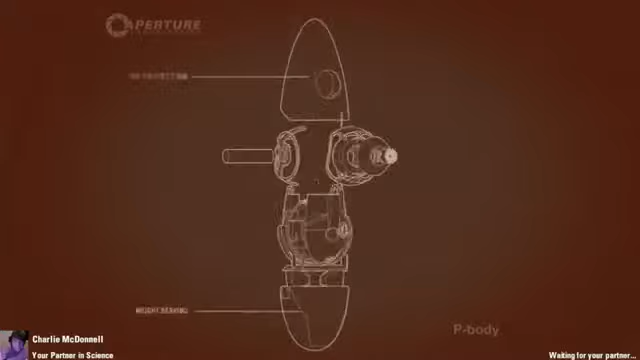 APERTURE
P-body
Charlie McDonnell
Your Partner in Science
Waiting for your partner...